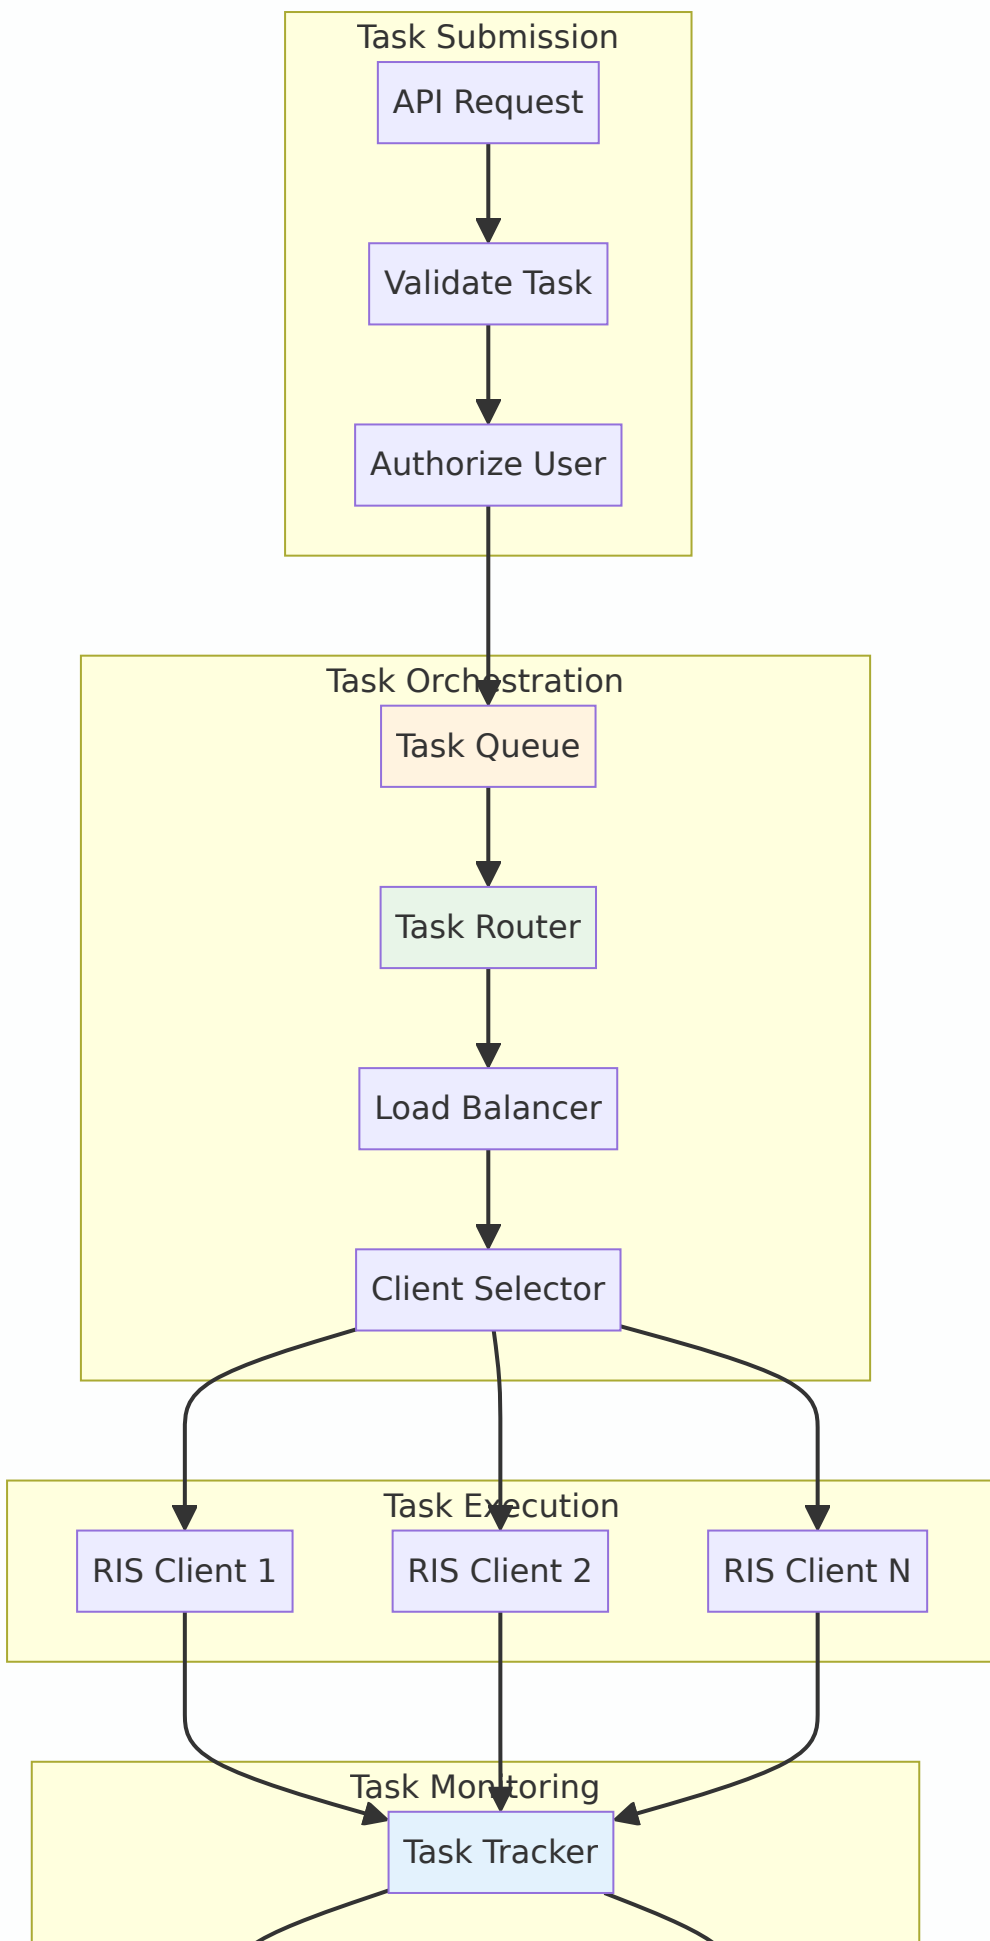 Task Submission
API Request
Validate Task
Authorize User
Task Orchestration
Task Queue
Task Router
Load Balancer
Client Selector
Task Execution
RIS Client 1
RIS Client 2
RIS Client N
Task Monitoring
Task Tracker